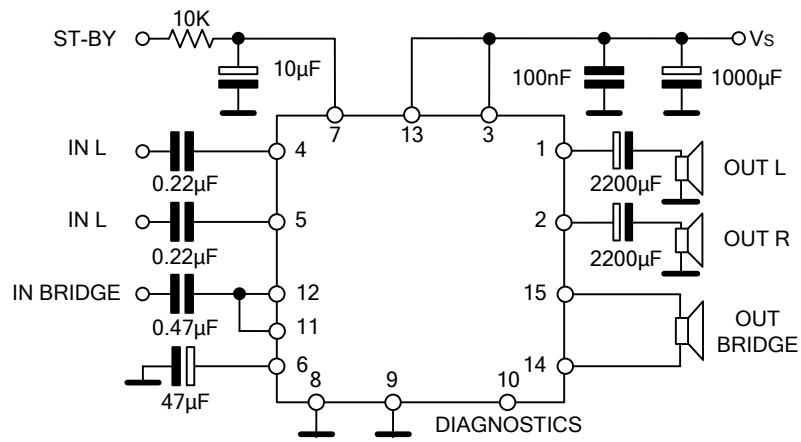 10K
ST-BY
VS
10µF
100nF
1000µF
7
13
3
IN L
4
1
0.22µF
2200µF
OUT L
IN L
5
2
0.22µF
2200µF
OUT R
IN BRIDGE
12
15
0.47µF
11
OUT
BRIDGE
6
14
47µF
8
9
10
DIAGNOSTICS